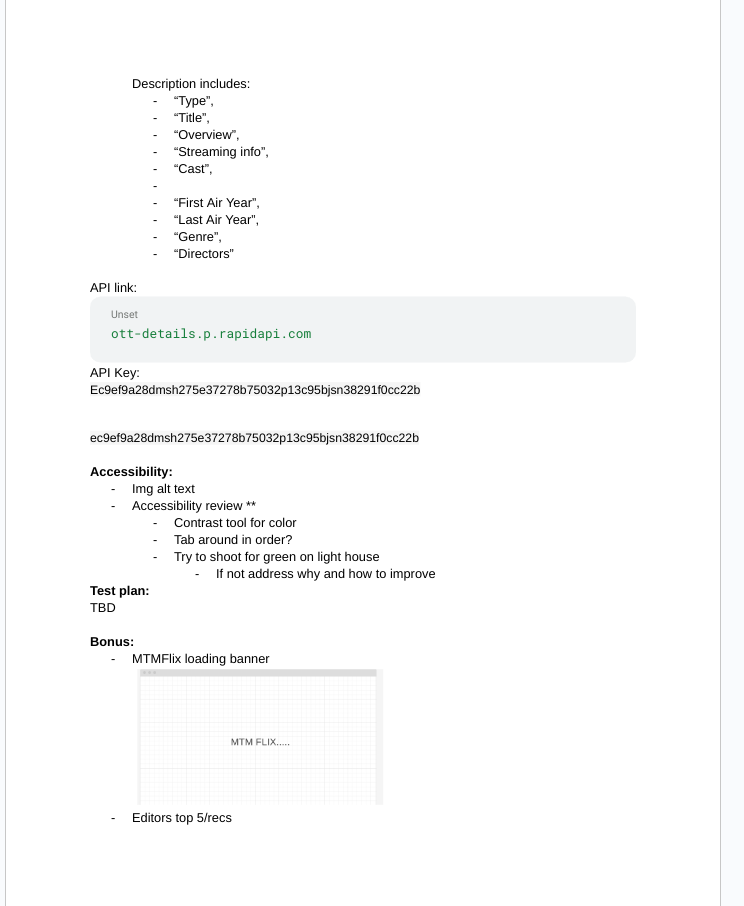 Description includes:
- “Type”,
- “Title”,
- “Overview”,
- “Streaming info”,
- “Cast”,
-
- “First Air Year”,
- “Last Air Year”,
- “Genre”,
- “Directors”
API link:
Unset
ott-details.p.rapidapi.com
API Key:
Ec9ef9a28dmsh275e37278b75032p13c95bjsn38291f0cc22b
ec9ef9a28dmsh275e37278b75032p13c95bjsn38291f0cc22b
Accessibility:
- Img alt text
- Accessibility review **
- Contrast tool for color
- Tab around in order?
- Try to shoot for green on light house
- If not address why and how to improve
Test plan:
TBD
Bonus:
- MTMFlix loading banner
MTM FLIX.....
- Editors top 5/recs